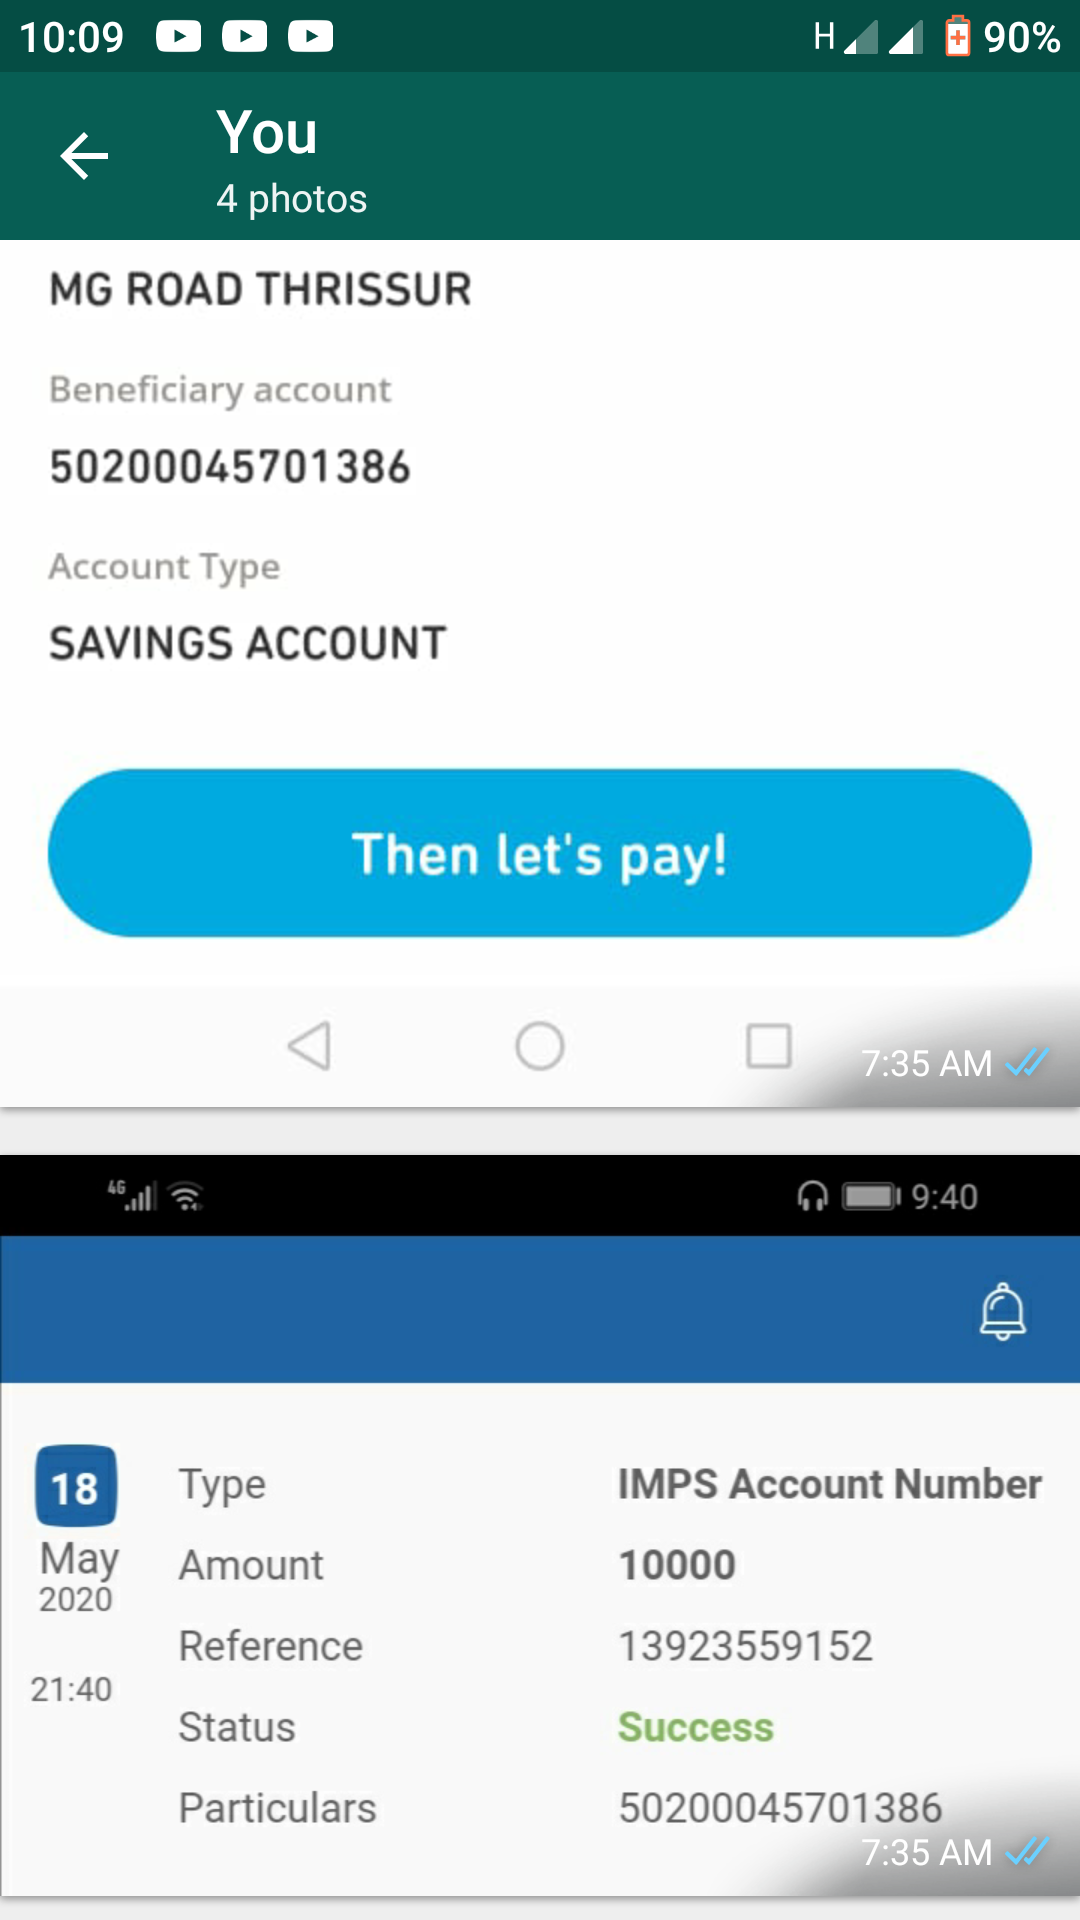 10:09 H 90%
You
4 photos
MG ROAD THRISSUR
Beneficiary account
50200045701386
Account Type
SAVINGS ACCOUNT
Then let's pay!
7:35 AM
4G 9:40
18 Type IMPS Account Number
May Amount 10000
2020
Reference 13923559152
21:40
Status Success
Particulars 50200045701386
7:35 AM